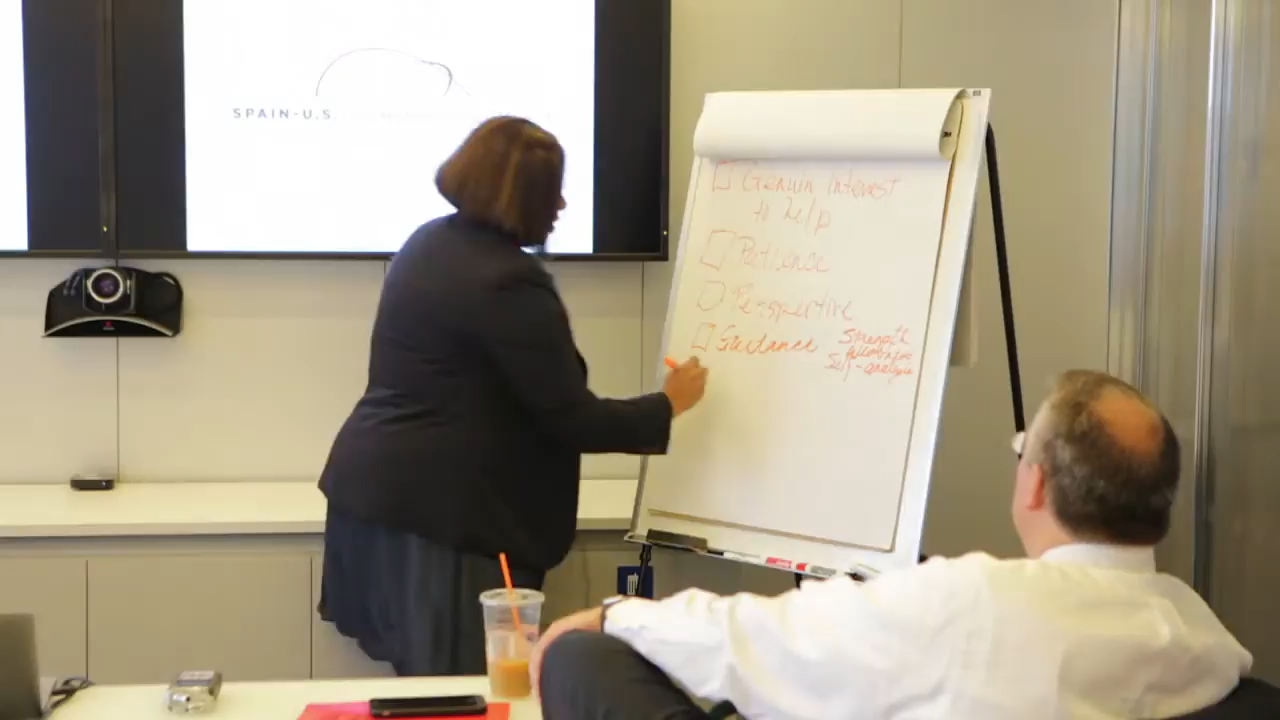 SPAIN-U.S.
Genuin interest
to help
Patience
Perspective
Guidance
Strength
Self-analysis